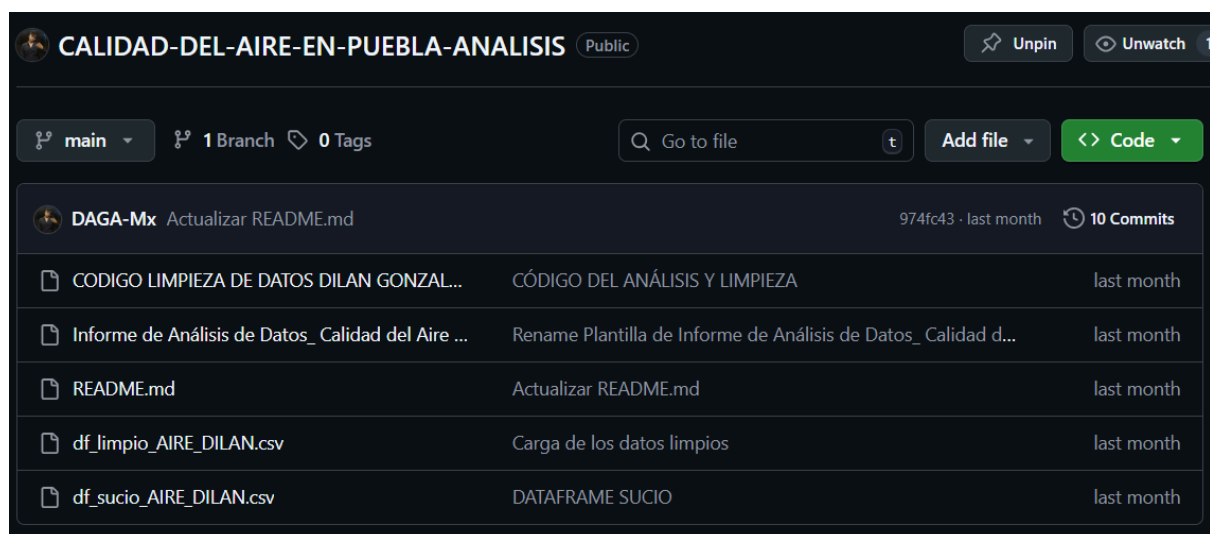 CALIDAD-DEL-AIRE-EN-PUEBLA-ANALISIS Public Unpin Unwatch 1
main 1 Branch 0 Tags Go to file t Add file <> Code
DAGA-Mx Actualizar README.md 974fc43 · last month 10 Commits
CODIGO LIMPIEZA DE DATOS DILAN GONZAL... CÓDIGO DEL ANÁLISIS Y LIMPIEZA last month
Informe de Análisis de Datos_ Calidad del Aire ... Rename Plantilla de Informe de Análisis de Datos_ Calidad d... last month
README.md Actualizar README.md last month
df_limpio_AIRE_DILAN.csv Carga de los datos limpios last month
df_sucio_AIRE_DILAN.csv DATAFRAME SUCIO last month